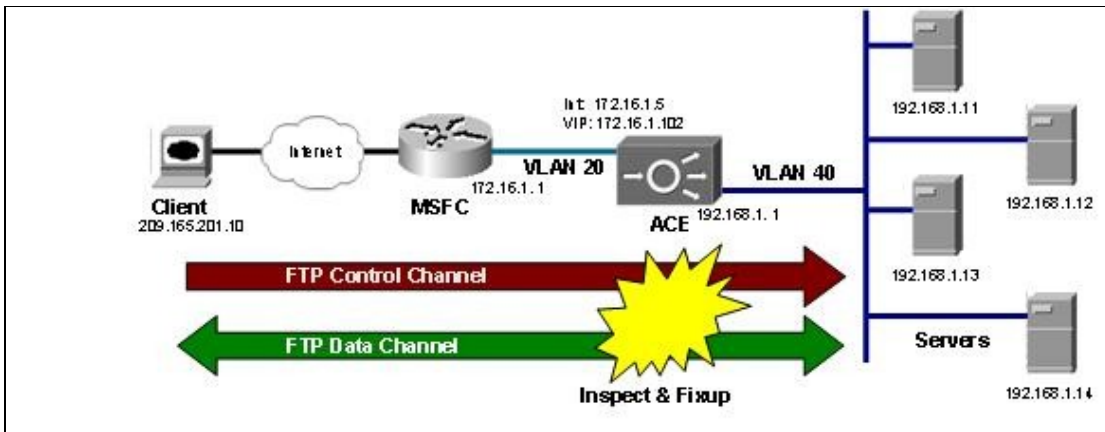 192.168.1.11
Int: 172.16.1.5
VIP: 172.16.1.102
Internet
VLAN 20
VLAN 40
172.16.1.1
MSFC
192.168.1.1
ACE
Client
209.165.201.10
192.168.1.12
192.168.1.13
FTP Control Channel
FTP Data Channel
Inspect & Fixup
Servers
192.168.1.14